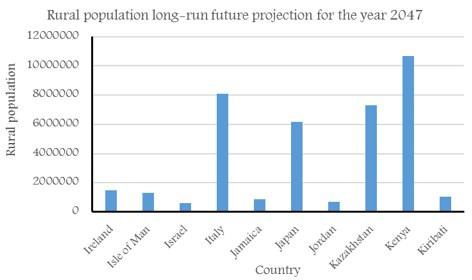 Rural population long-run future projection for the year 2047
12000000
10000000
8000000
6000000
4000000
2000000
0
Rural population
Ireland
Isle of Man
Israel
Italy
Jamaica
Japan
Jordan
Kazakhstan
Kenya
Kiribati
Country